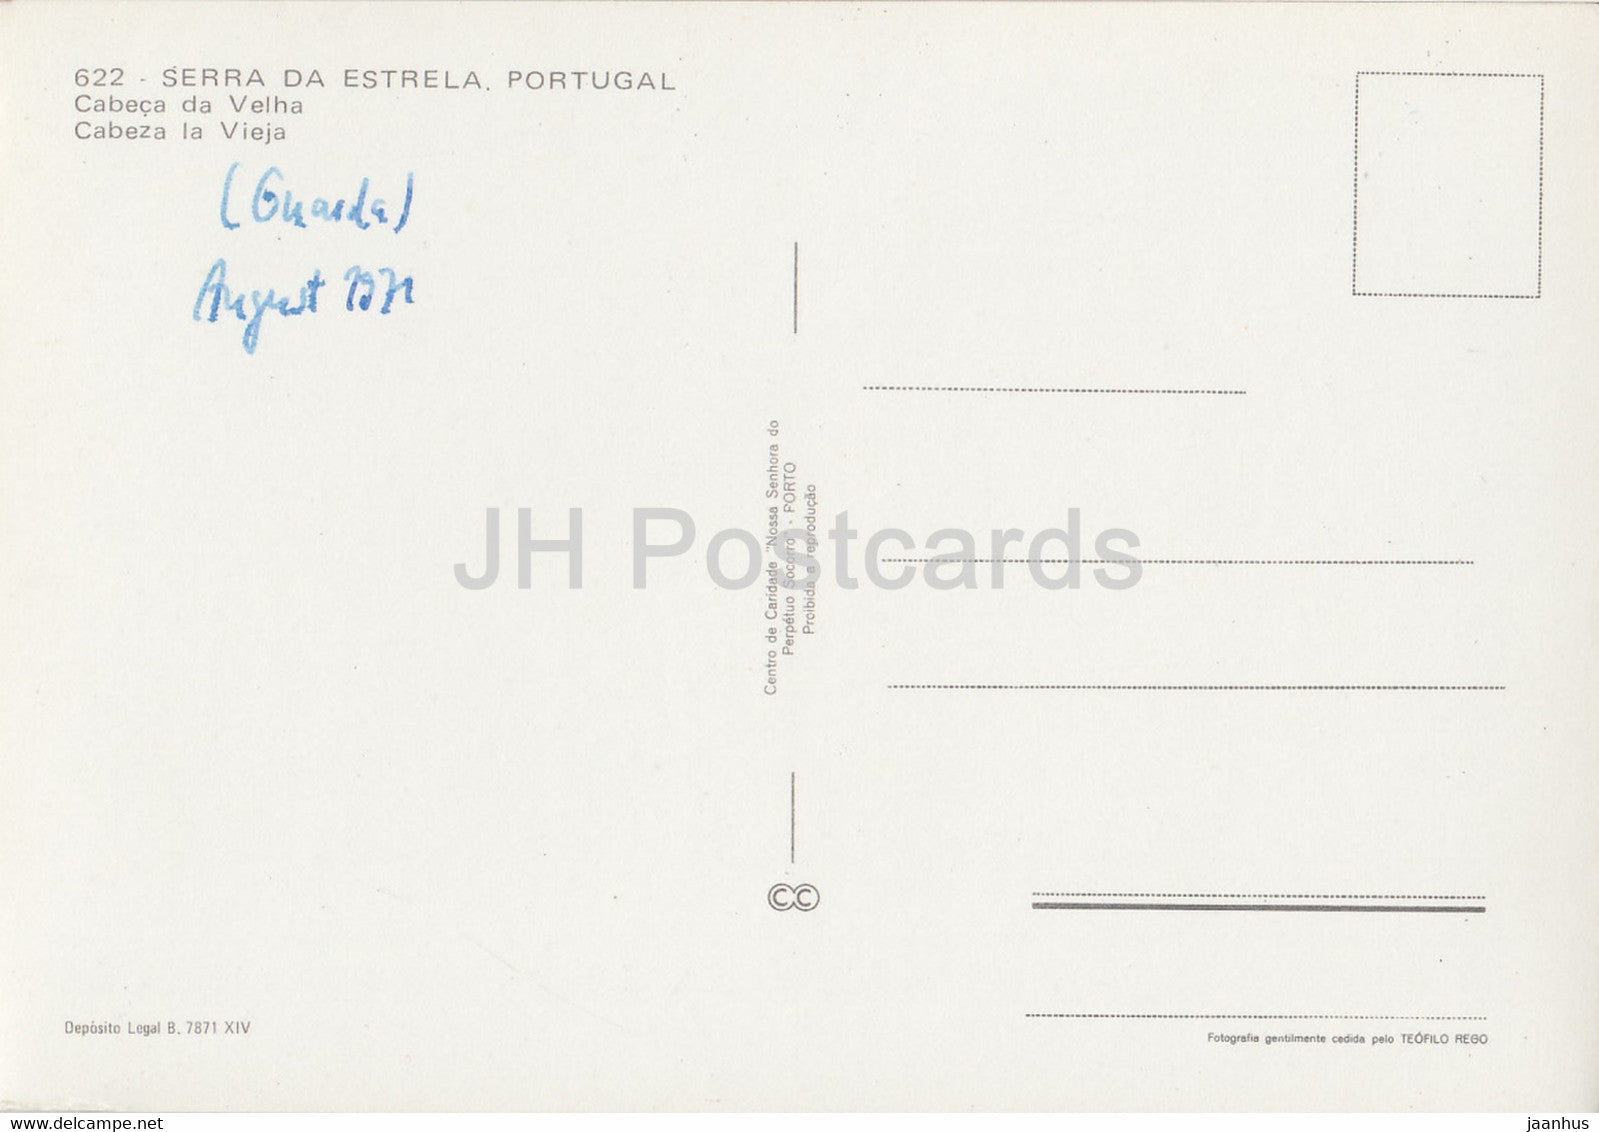 622 - SERRA DA ESTRELA. PORTUGAL
Cabeça da Velha
Cabeza la Vieja
(Guarda)
August 1971
Centro de Caridade "Nossa Senhora do
Perpétuo Socorro" - PORTO
Proibida a reprodução
JH Postcards
CC
Depósito Legal B. 7871 XIV
Fotografia gentilmente cedida pelo TEÓFILO REGO
www.delcampe.net
jaanhus